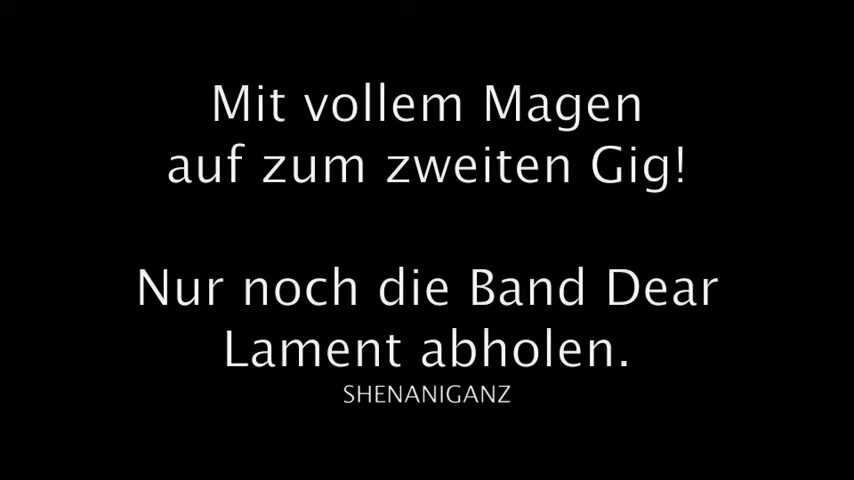 Mit vollem Magen
auf zum zweiten Gig!
Nur noch die Band Dear
Lament abholen.
SHENANIGANZ